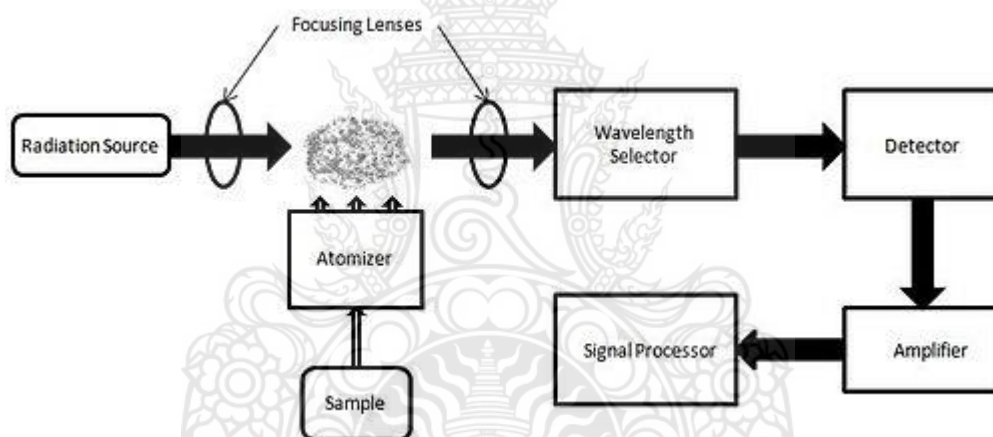 Focusing Lenses
Radiation Source
Wavelength
Selector
Detector
Atomizer
Signal Processor
Amplifier
Sample